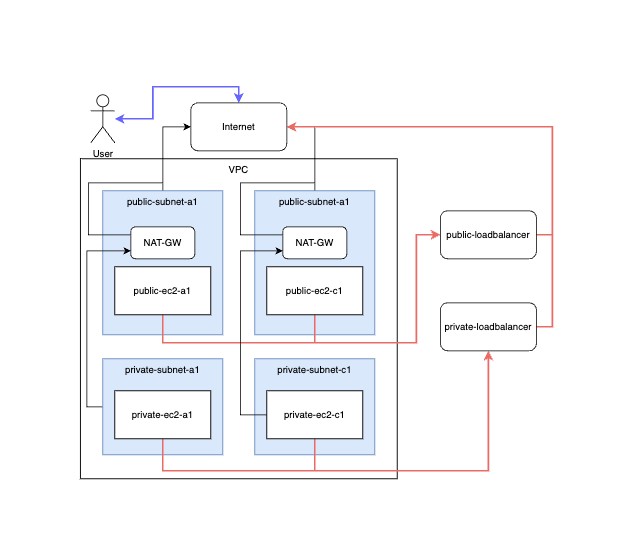 Internet
User
VPC
public-subnet-a1
public-subnet-a1
NAT-GW
NAT-GW
public-loadbalancer
public-ec2-a1
public-ec2-c1
private-loadbalancer
private-subnet-a1
private-subnet-c1
private-ec2-a1
private-ec2-c1